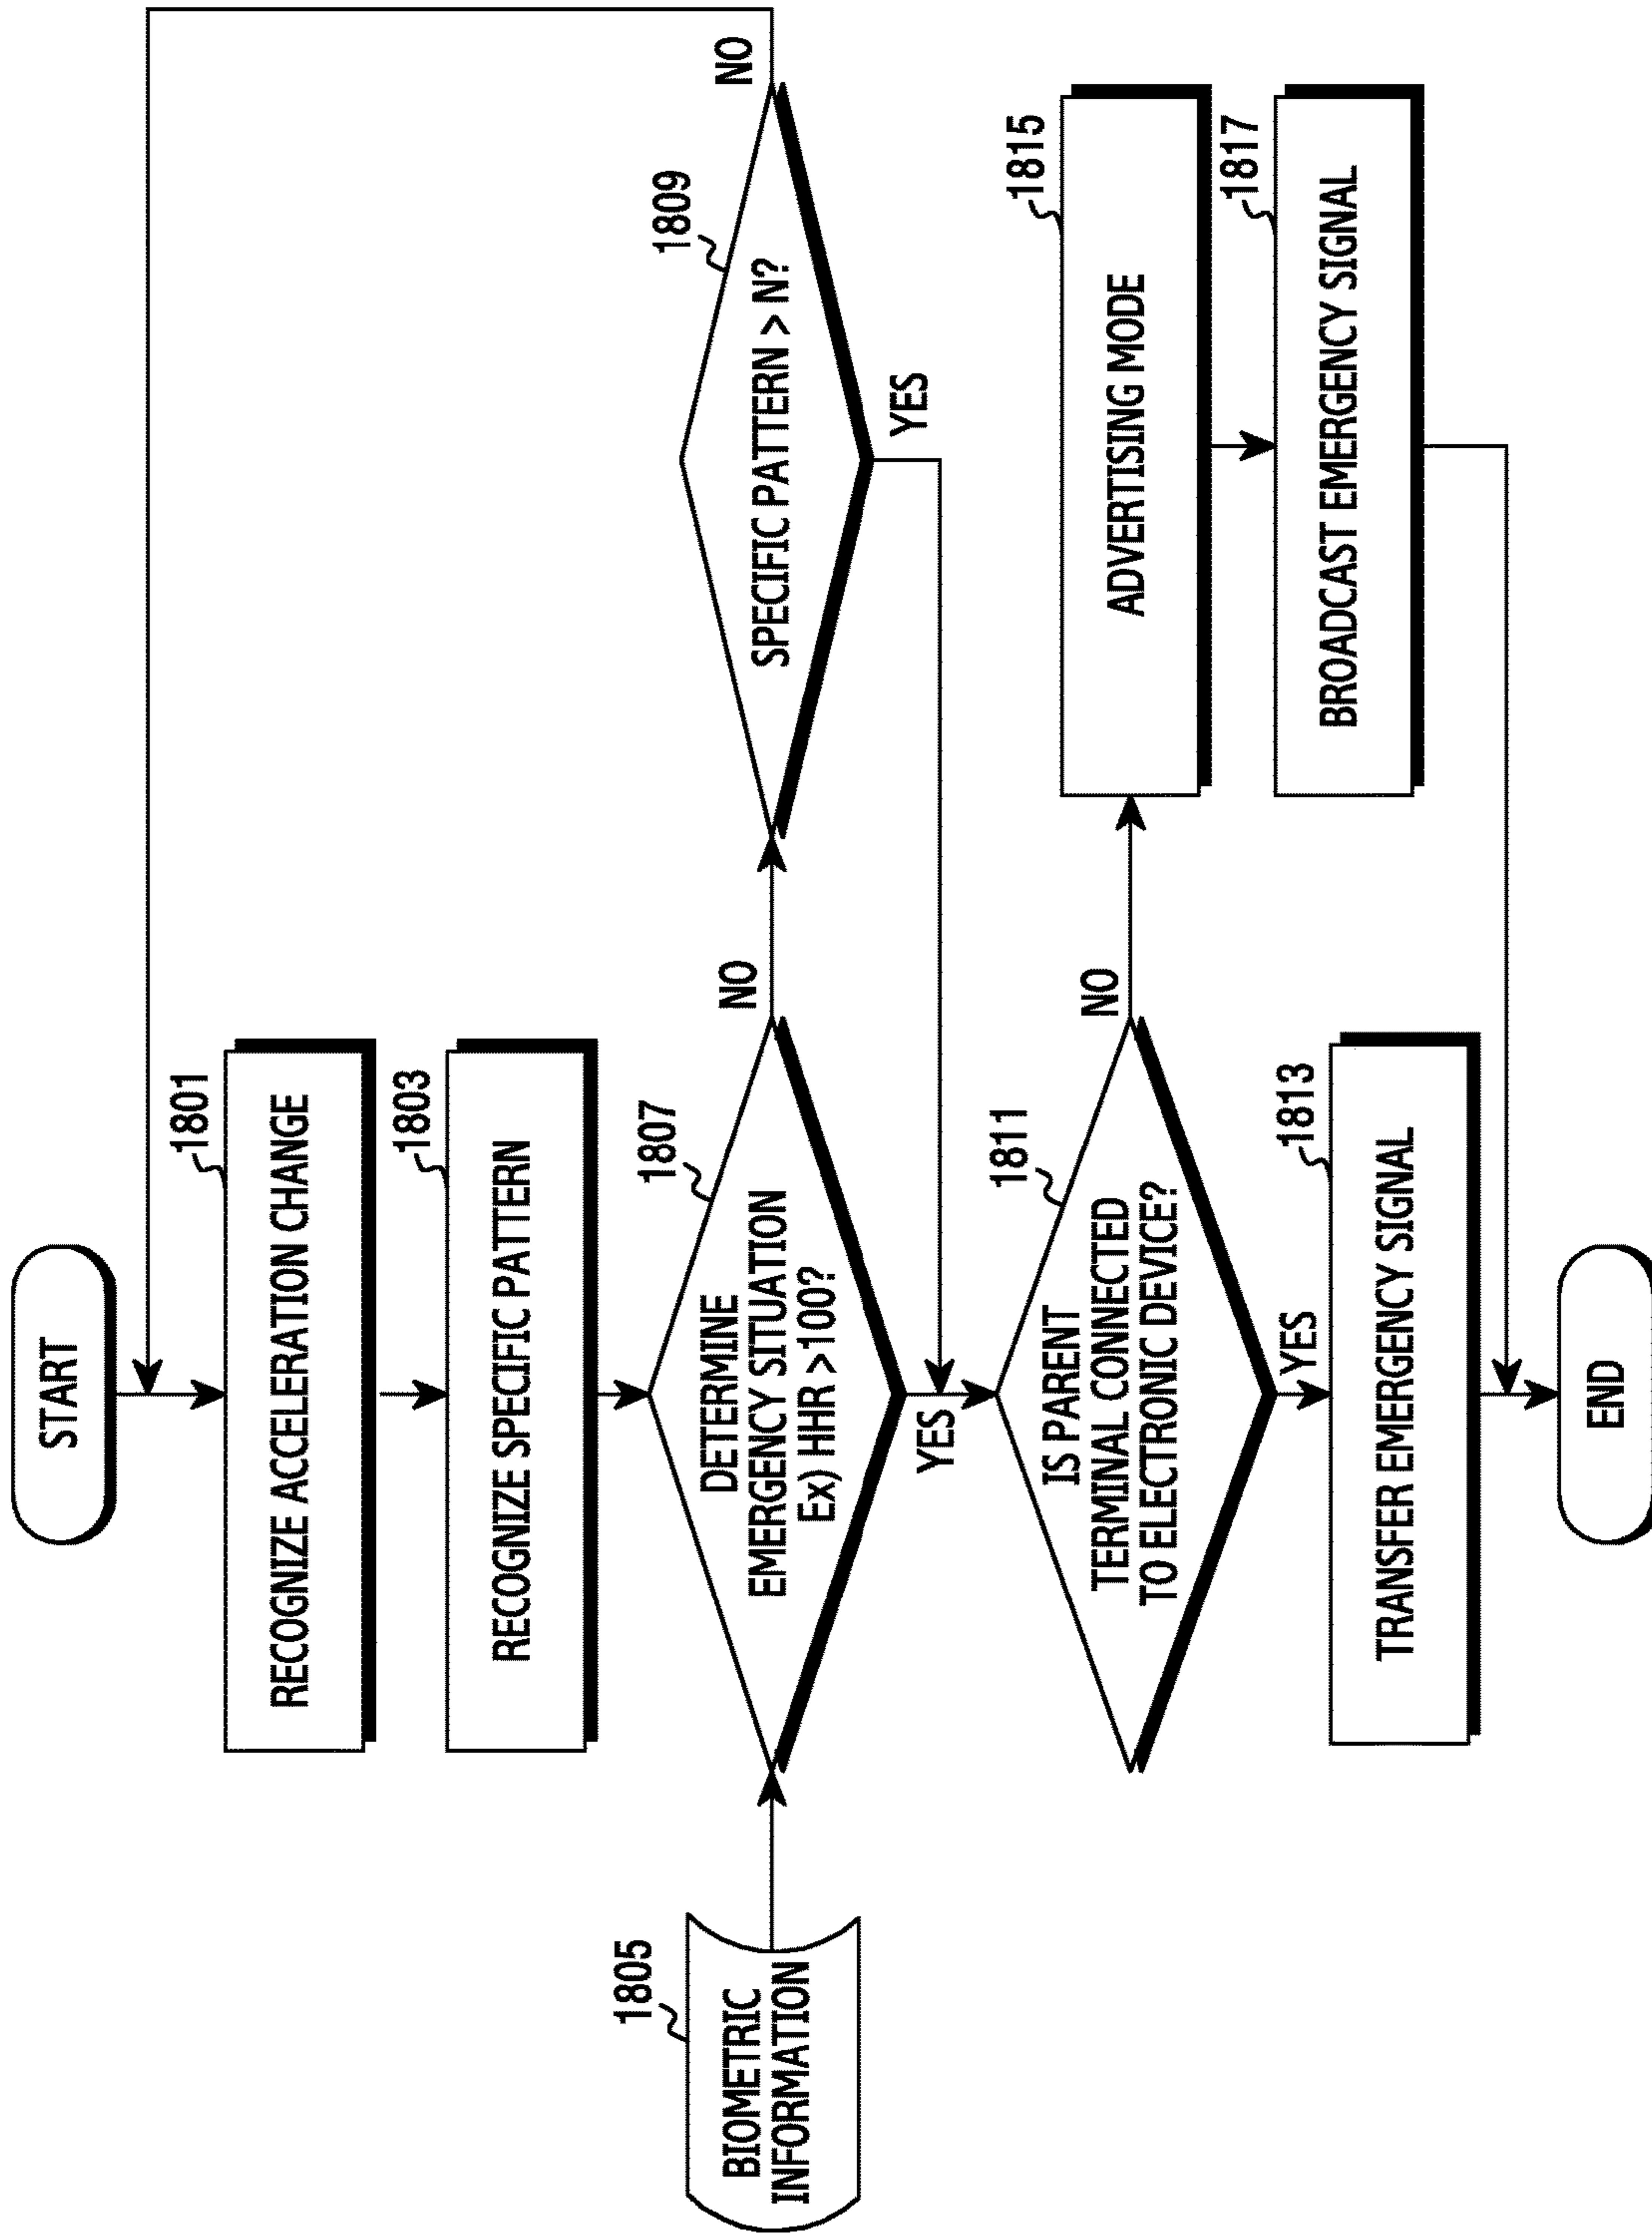 START
1801
RECOGNIZE ACCELERATION CHANGE
1803
RECOGNIZE SPECIFIC PATTERN
1805
BIOMETRIC
INFORMATION
1807
DETERMINE
EMERGENCY SITUATION
Ex) HHR >100?
NO
1809
SPECIFIC PATTERN > N?
NO
YES
YES
1811
IS PARENT
TERMINAL CONNECTED
TO ELECTRONIC DEVICE?
NO
1815
ADVERTISING MODE
YES
1813
TRANSFER EMERGENCY SIGNAL
1817
BROADCAST EMERGENCY SIGNAL
END